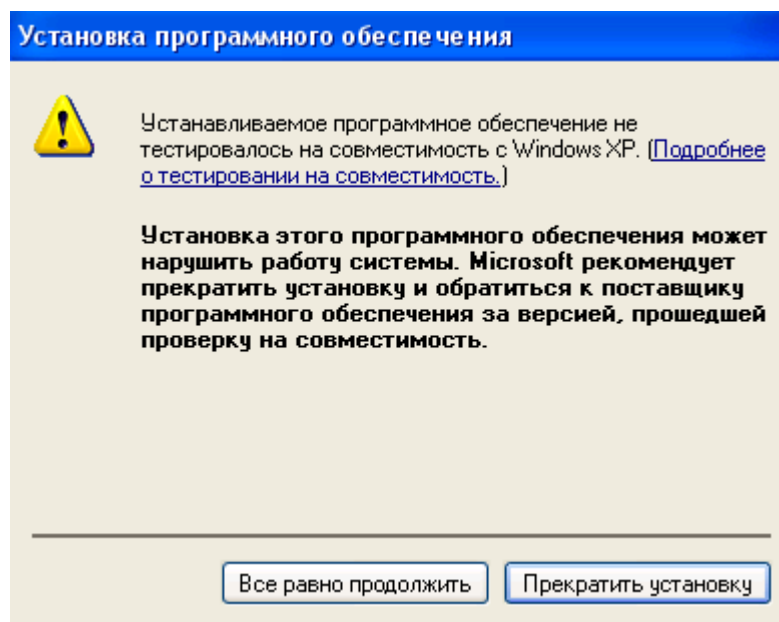 Установка программного обеспечения
Устанавливаемое программное обеспечение не
тестировалось на совместимость с Windows XP. (Подробнее
о тестировании на совместимость.)
Установка этого программного обеспечения может
нарушить работу системы. Microsoft рекомендует
прекратить установку и обратиться к поставщику
программного обеспечения за версией, прошедшей
проверку на совместимость.
Все равно продолжить
Прекратить установку